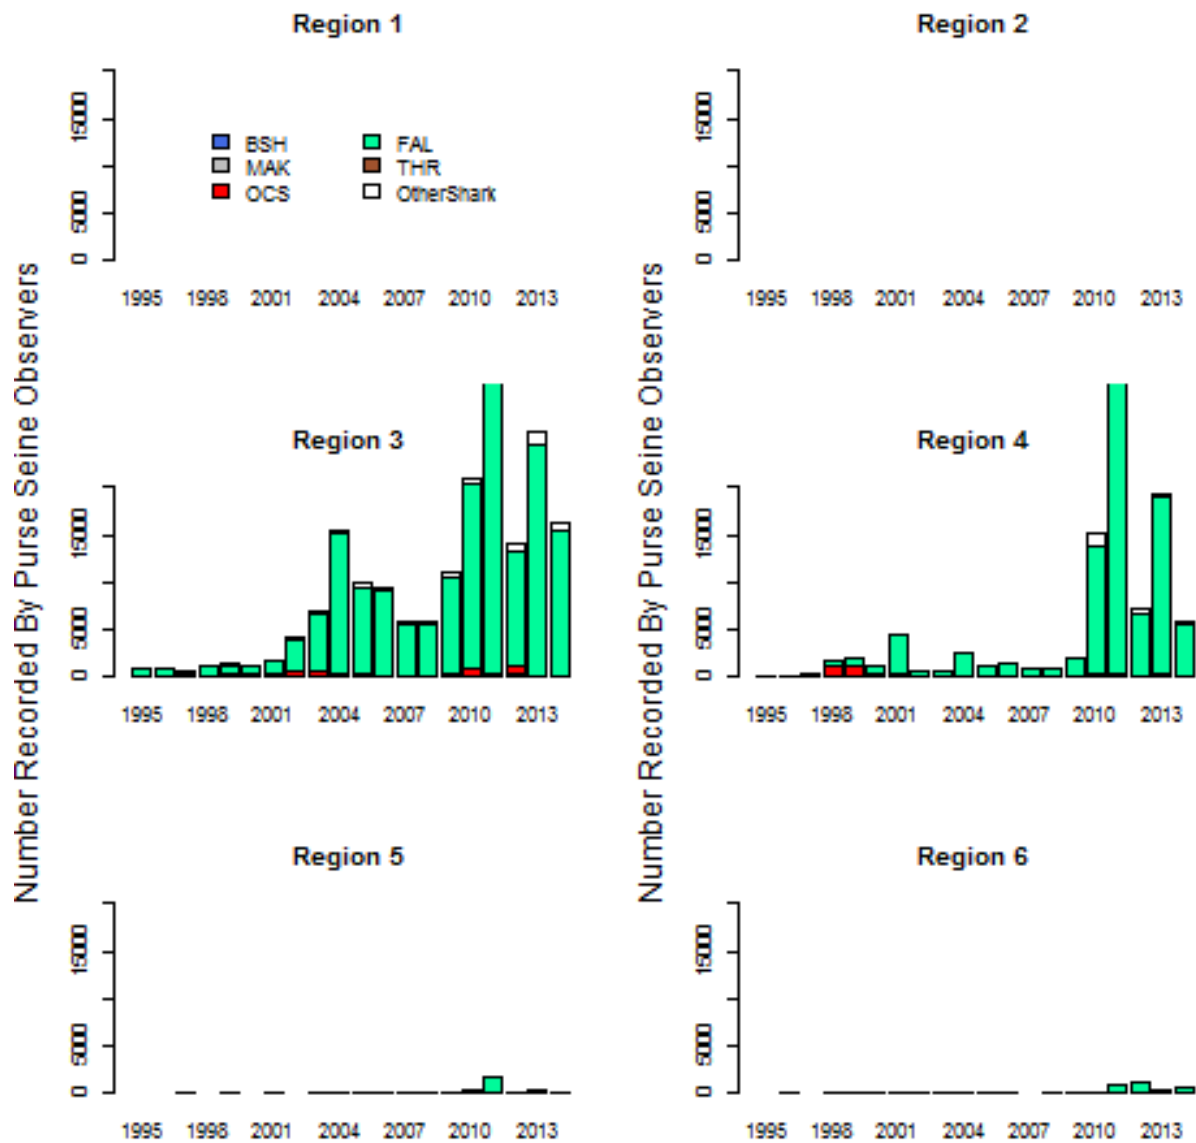 Region 1
Region 2
15000
5000
0
BSH
FAL
MAK
THR
OCS
OtherShark
1995 1998 2001 2004 2007 2010 2013
15000
5000
0
1995 1998 2001 2004 2007 2010 2013
Number Recorded By Purse Seine Observers
Number Recorded By Purse Seine Observers
Region 3
Region 4
15000
5000
0
1995 1998 2001 2004 2007 2010 2013
15000
5000
0
1995 1998 2001 2004 2007 2010 2013
Region 5
Region 6
15000
5000
0
1995 1998 2001 2004 2007 2010 2013
15000
5000
0
1995 1998 2001 2004 2007 2010 2013